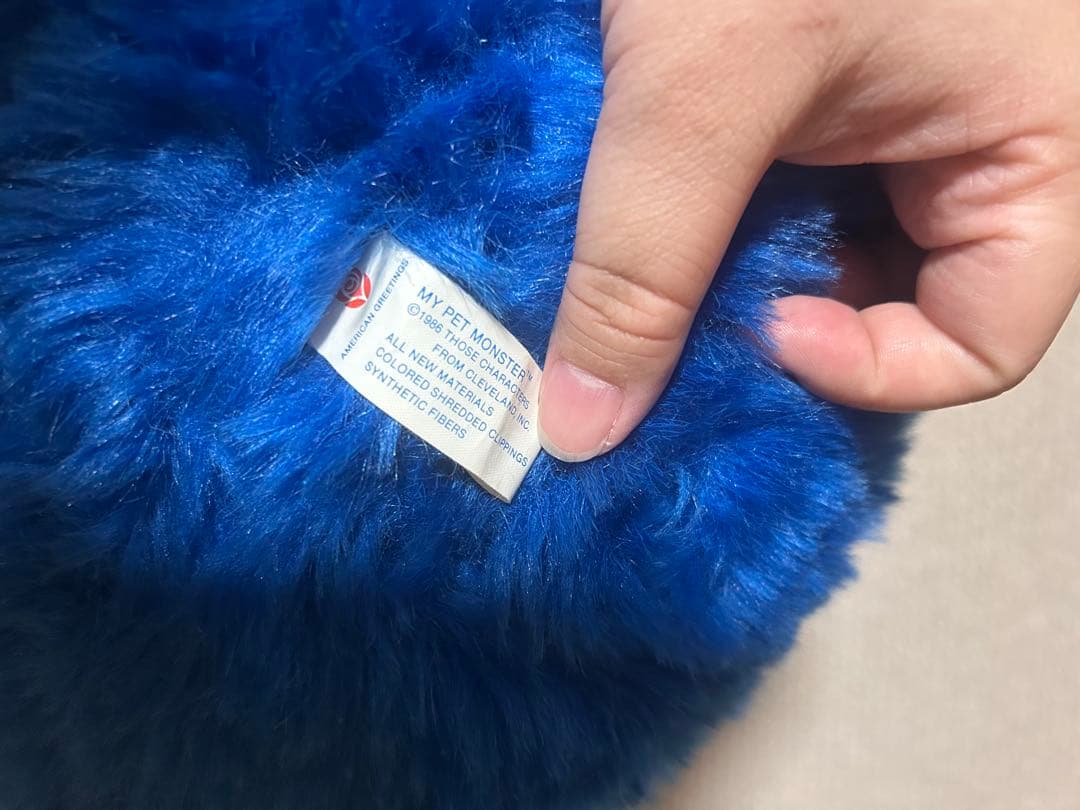 AMERICAN GREETINGS
MY PET MONSTER™
©1986 THOSE CHARACTERS
FROM CLEVELAND, INC.
ALL NEW MATERIALS
COLORED SHREDDED CLIPPINGS
SYNTHETIC FIBERS